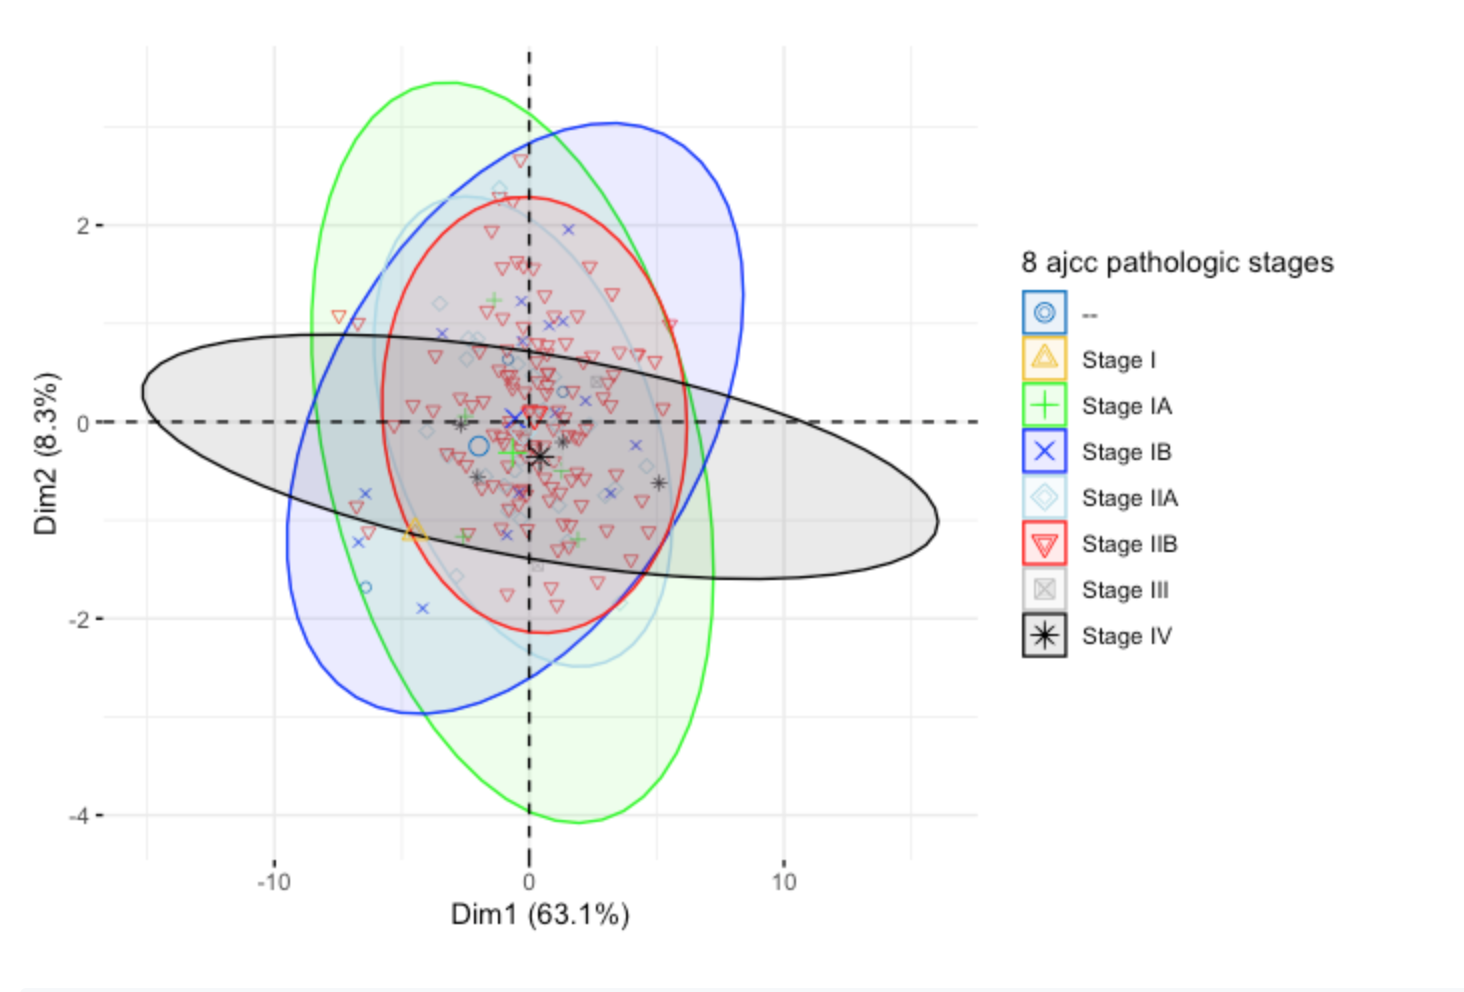 8 ajcc pathologic stages
--
Stage I
Stage IA
Stage IB
Stage IIA
Stage IIB
Stage III
Stage IV
Dim2 (8.3%)
2
0
-2
-4
-10
0
10
Dim1 (63.1%)